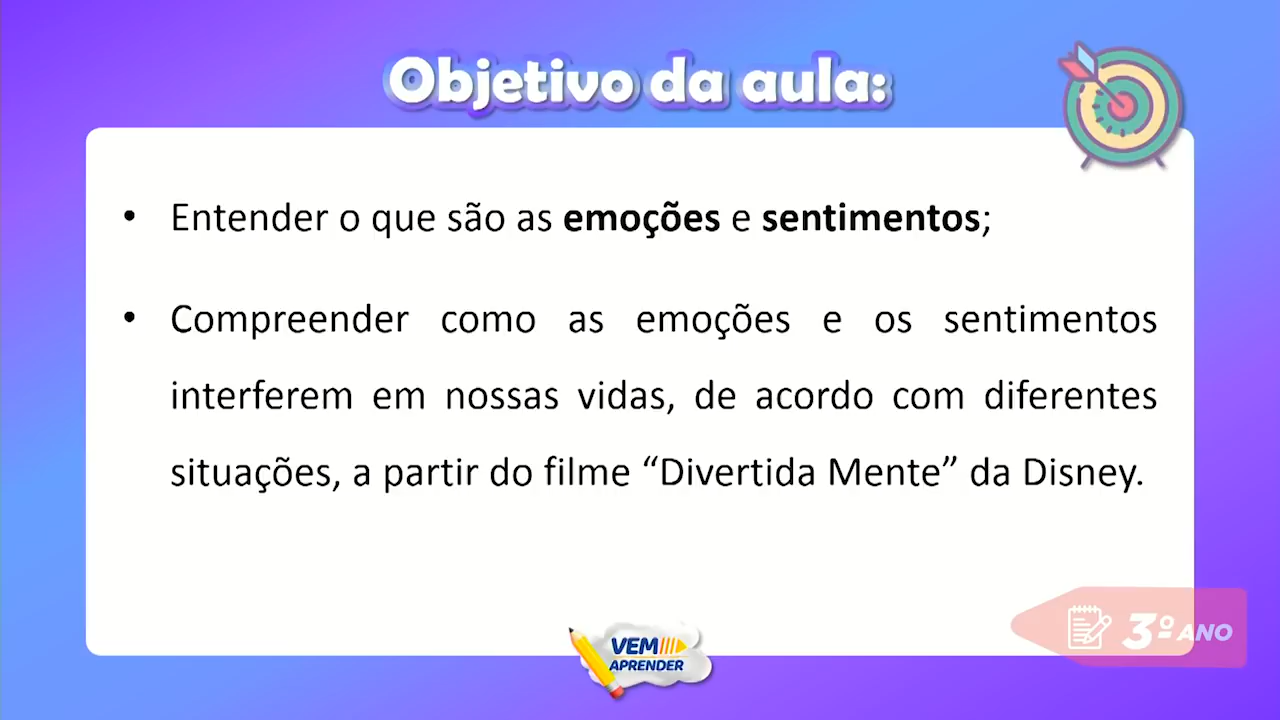 Objetivo da aula:
• Entender o que são as emoções e sentimentos;
• Compreender como as emoções e os sentimentos
interferem em nossas vidas, de acordo com diferentes
situações, a partir do filme “Divertida Mente” da Disney.
3º ANO
VEM
APRENDER